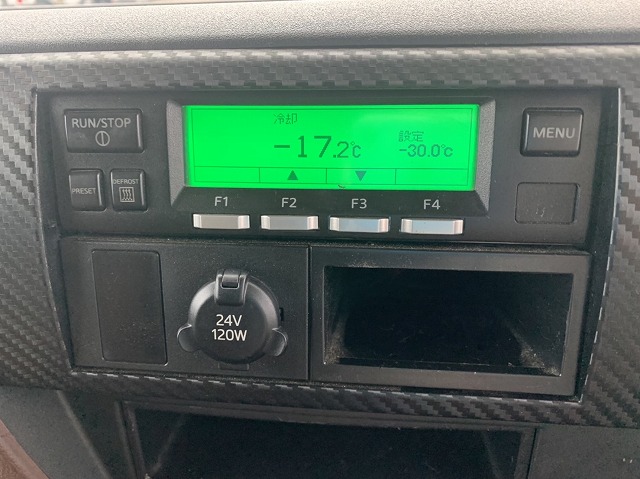 RUN/STOP
冷却
-17.2℃
設定
-30.0℃
MENU
PRESET
DEFROST
▲
▼
F1
F2
F3
F4
24V
120W